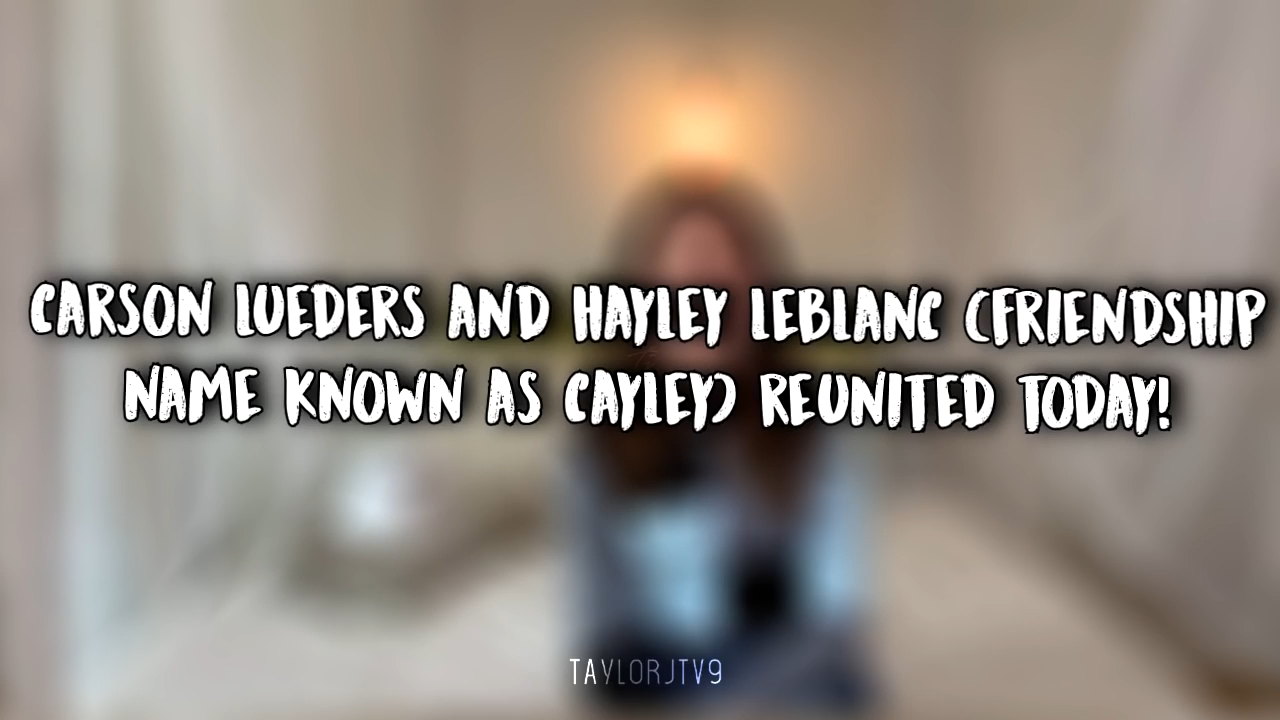 CARSON LUEDERS AND HAYLEY LEBLANC (FRIENDSHIP
NAME KNOWN AS CAYLEY) REUNITED TODAY!
TAYLORJTV9